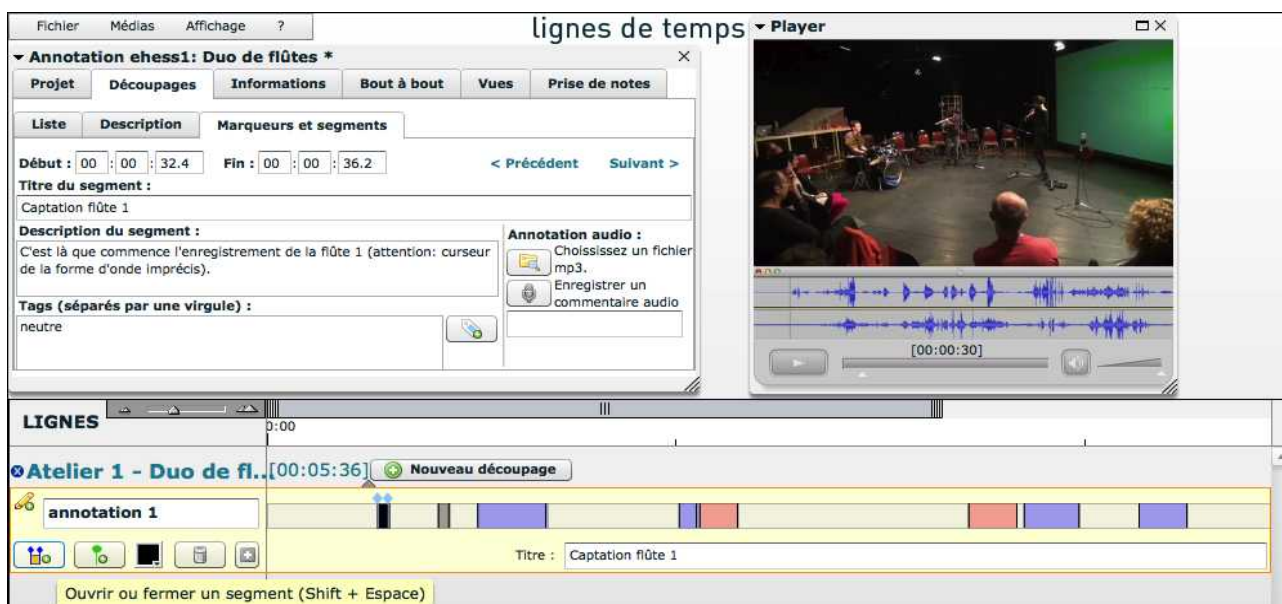 Fichier Médias Affichage ?
lignes de temps
Player
Annotation ehess1: Duo de flûtes *
Projet Découpages Informations Bout à bout Vues Prise de notes
Liste Description Marqueurs et segments
Début : 00 : 00 : 32.4 Fin : 00 : 00 : 36.2 < Précédent Suivant >
Titre du segment :
Captation flûte 1
Description du segment :
C'est là que commence l'enregistrement de la flûte 1 (attention: curseur
de la forme d'onde imprécis).
Annotation audio :
Choississez un fichier
mp3.
Enregistrer un
commentaire audio
Tags (séparés par une virgule) :
neutre
[00:00:30]
LIGNES
0:00
Atelier 1 - Duo de fl.. [00:05:36] Nouveau découpage
annotation 1
Titre : Captation flûte 1
Ouvrir ou fermer un segment (Shift + Espace)